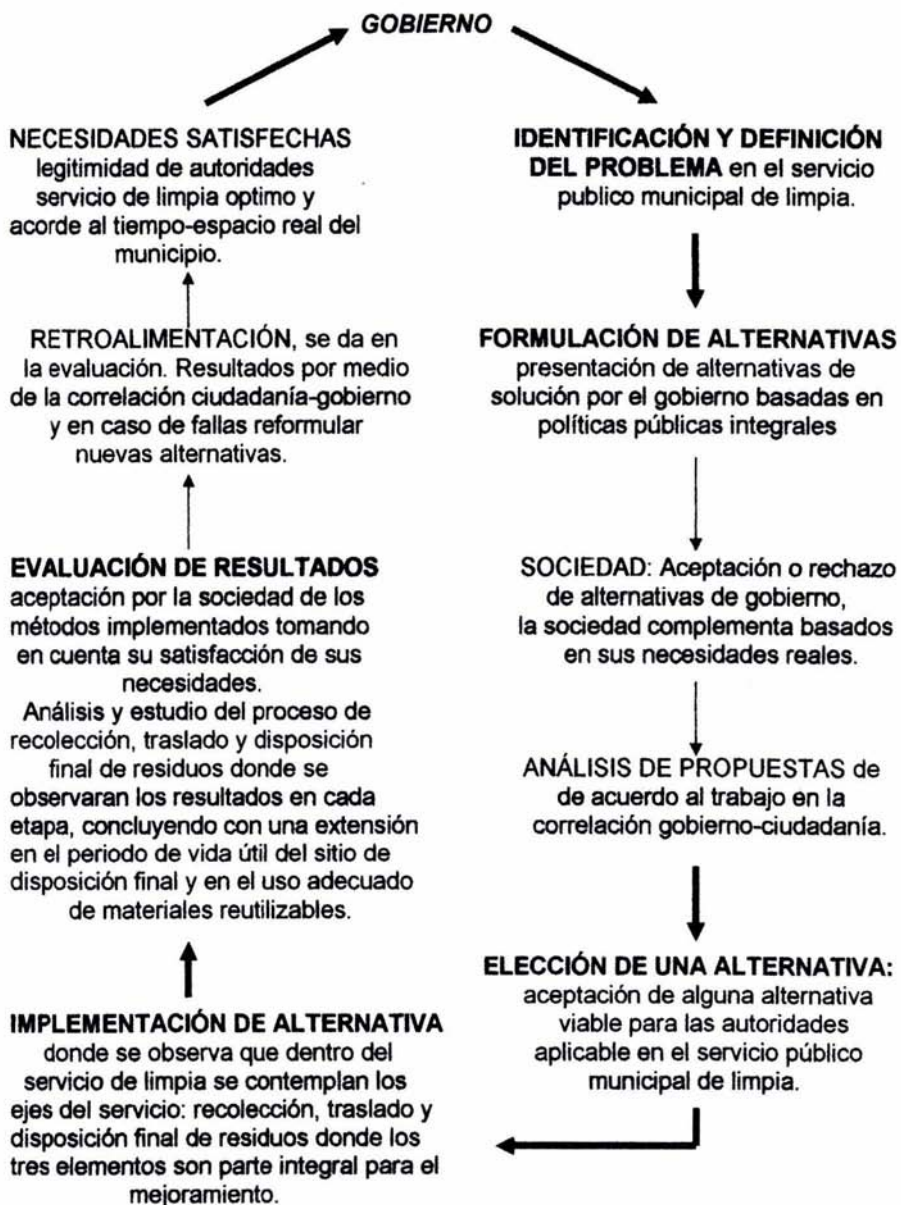 GOBIERNO
IDENTIFICACIÓN Y DEFINICIÓN
DEL PROBLEMA en el servicio
publico municipal de limpia.
FORMULACIÓN DE ALTERNATIVAS
presentación de alternativas de
solución por el gobierno basadas en
políticas públicas integrales
SOCIEDAD: Aceptación o rechazo
de alternativas de gobierno,
la sociedad complementa basados
en sus necesidades reales.
ANÁLISIS DE PROPUESTAS de
de acuerdo al trabajo en la
correlación gobierno-ciudadanía.
ELECCIÓN DE UNA ALTERNATIVA:
aceptación de alguna alternativa
viable para las autoridades
aplicable en el servicio público
municipal de limpia.
IMPLEMENTACIÓN DE ALTERNATIVA
donde se observa que dentro del
servicio de limpia se contemplan los
ejes del servicio: recolección, traslado y
disposición final de residuos donde los
tres elementos son parte integral para el
mejoramiento.
EVALUACIÓN DE RESULTADOS
aceptación por la sociedad de los
métodos implementados tomando
en cuenta su satisfacción de sus
necesidades.
Análisis y estudio del proceso de
recolección, traslado y disposición
final de residuos donde se
observaran los resultados en cada
etapa, concluyendo con una extensión
en el periodo de vida útil del sitio de
disposición final y en el uso adecuado
de materiales reutilizables.
RETROALIMENTACIÓN, se da en
la evaluación. Resultados por medio
de la correlación ciudadanía-gobierno
y en caso de fallas reformular
nuevas alternativas.
NECESIDADES SATISFECHAS
legitimidad de autoridades
servicio de limpia optimo y
acorde al tiempo-espacio real del
municipio.